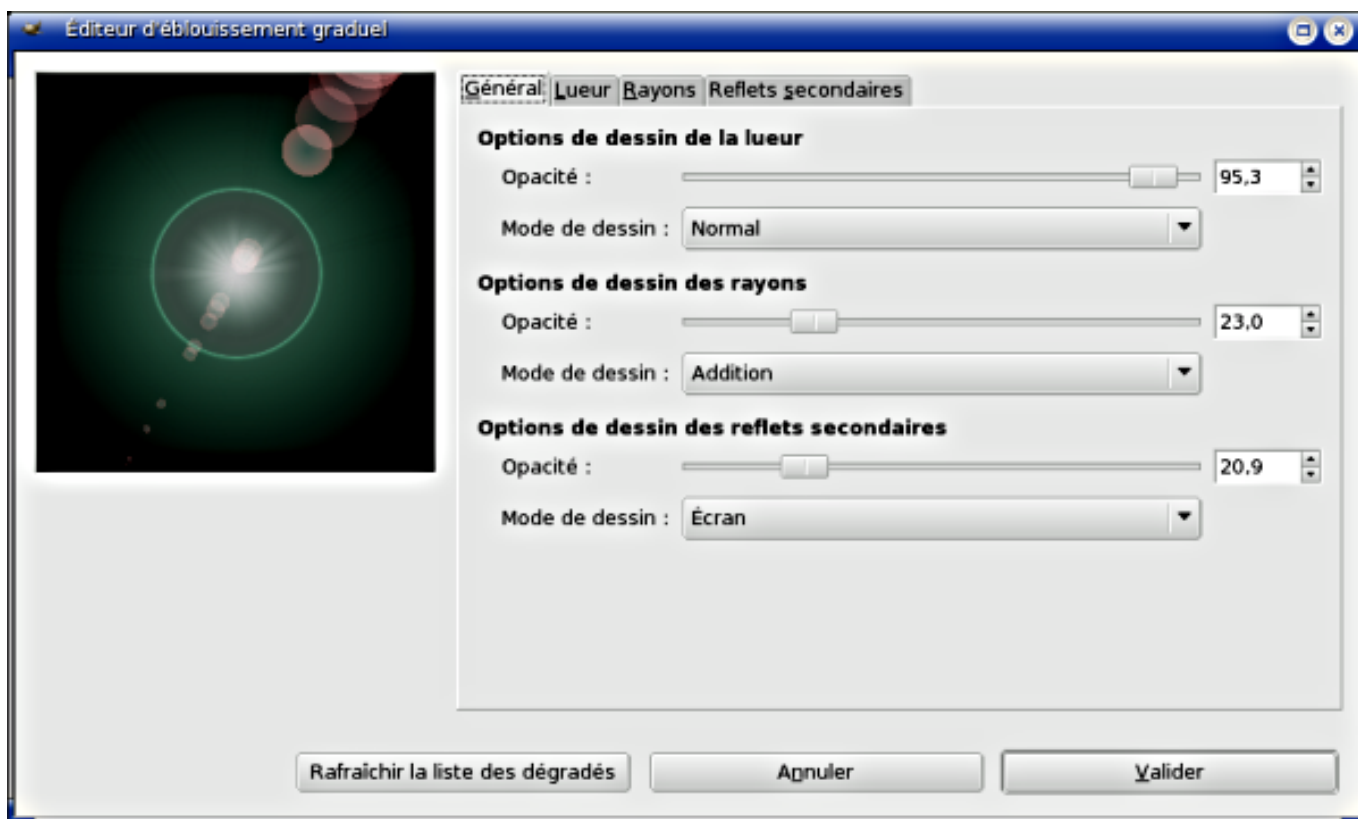 Éditeur d'éblouissement graduel
Général Lueur Rayons Reflets secondaires
Options de dessin de la lueur
Opacité : 95,3
Mode de dessin : Normal
Options de dessin des rayons
Opacité : 23,0
Mode de dessin : Addition
Options de dessin des reflets secondaires
Opacité : 20,9
Mode de dessin : Écran
Rafraîchir la liste des dégradés Annuler Valider